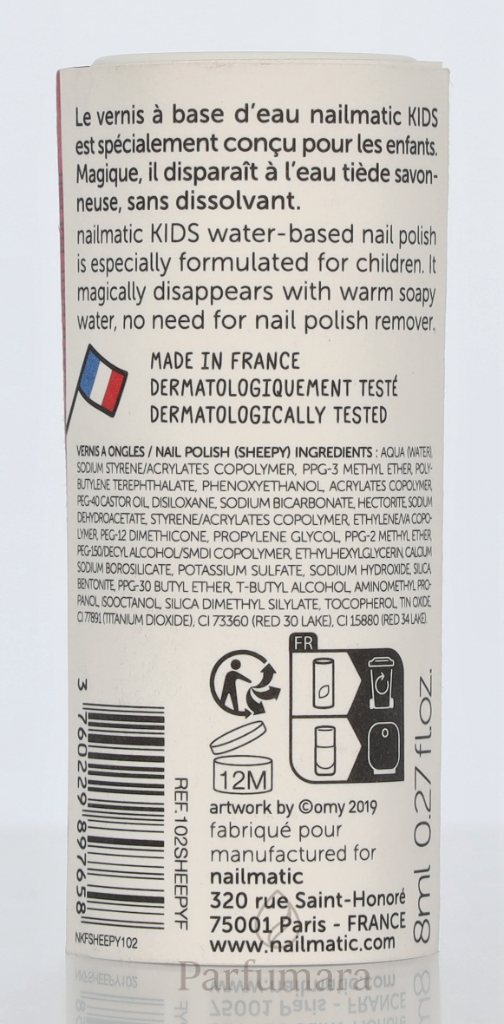 Le vernis à base d'eau nailmatic KIDS
est spécialement conçu pour les enfants.
Magique, il disparaît à l'eau tiède savon-
neuse, sans dissolvant.
nailmatic KIDS water-based nail polish
is especially formulated for children. It
magically disappears with warm soapy
water, no need for nail polish remover.
MADE IN FRANCE
DERMATOLOGIQUEMENT TESTÉ
DERMATOLOGICALLY TESTED
VERNIS A ONGLES / NAIL POLISH (SHEEPY) INGREDIENTS : AQUA (WATER),
SODIUM STYRENE/ACRYLATES COPOLYMER, PPG-3 METHYL ETHER, POLY-
BUTYLENE TEREPHTHALATE, PHENOXYETHANOL, ACRYLATES COPOLYMER,
PEG-40 CASTOR OIL, DISILOXANE, SODIUM BICARBONATE, HECTORITE, SODIUM
DEHYDROACETATE, STYRENE/ACRYLATES COPOLYMER, ETHYLENE/VA COPO-
LYMER, PEG-12 DIMETHICONE, PROPYLENE GLYCOL, PPG-2 METHYL ETHER,
PEG-150/DECYL ALCOHOL/SMDI COPOLYMER, ETHYLHEXYLGLYCERIN, CALCIUM
SODIUM BOROSILICATE, POTASSIUM SULFATE, SODIUM HYDROXIDE, SILICA,
BENTONITE, PPG-30 BUTYL ETHER, T-BUTYL ALCOHOL, AMINOMETHYL PRO-
PANOL, ISOOCTANOL, SILICA DIMETHYL SILYLATE, TOCOPHEROL TIN OXIDE,
CI 77891 (TITANIUM DIOXIDE), CI 73360 (RED 30 LAKE), CI 15880 (RED 34 LAKE)
FR
12M
3 760229 897658
NKFSHEEPY102
REF.102SHEEPYF
artwork by ©omy 2019
fabriqué pour
manufactured for
nailmatic
320 rue Saint-Honoré
75001 Paris - FRANCE
www.nailmatic.com
8ml 0.27 fl.oz.
Parfumara